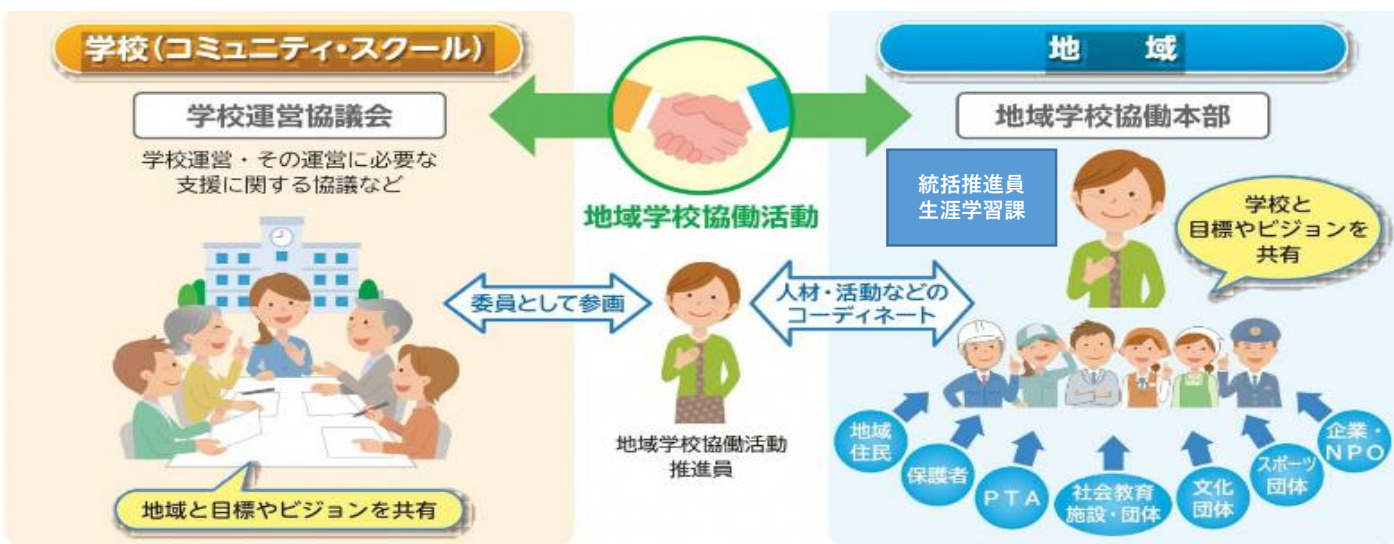 学校(コミュニティ・スクール)
学校運営協議会
学校運営・その運営に必要な
支援に関する協議など
地域と目標やビジョンを共有
地域学校協働活動
委員として参画
人材・活動などの
コーディネート
地域学校協働活動
推進員
地　　域
地域学校協働本部
統括推進員
生涯学習課
学校と
目標やビジョンを
共有
地域
住民
保護者
PTA
社会教育
施設・団体
文化
団体
スポーツ
団体
企業・
NPO